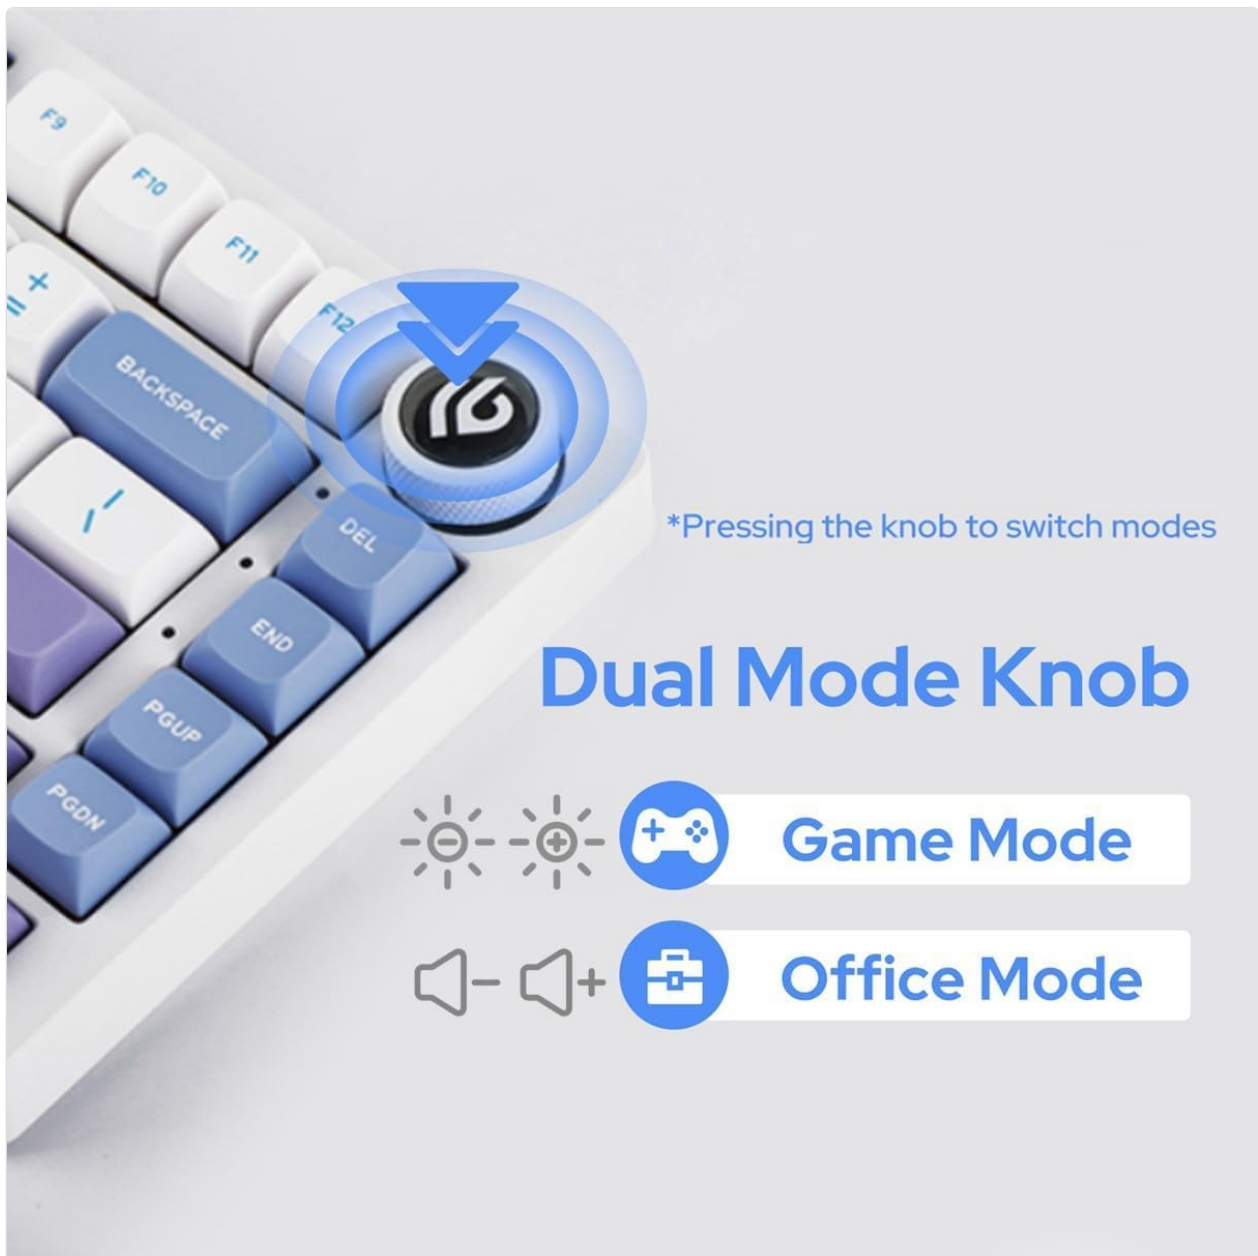 F9
F10
F11
F12
+
=
BACKSPACE
DEL
END
PGUP
PGDN
*Pressing the knob to switch modes
Dual Mode Knob
Game Mode
Office Mode